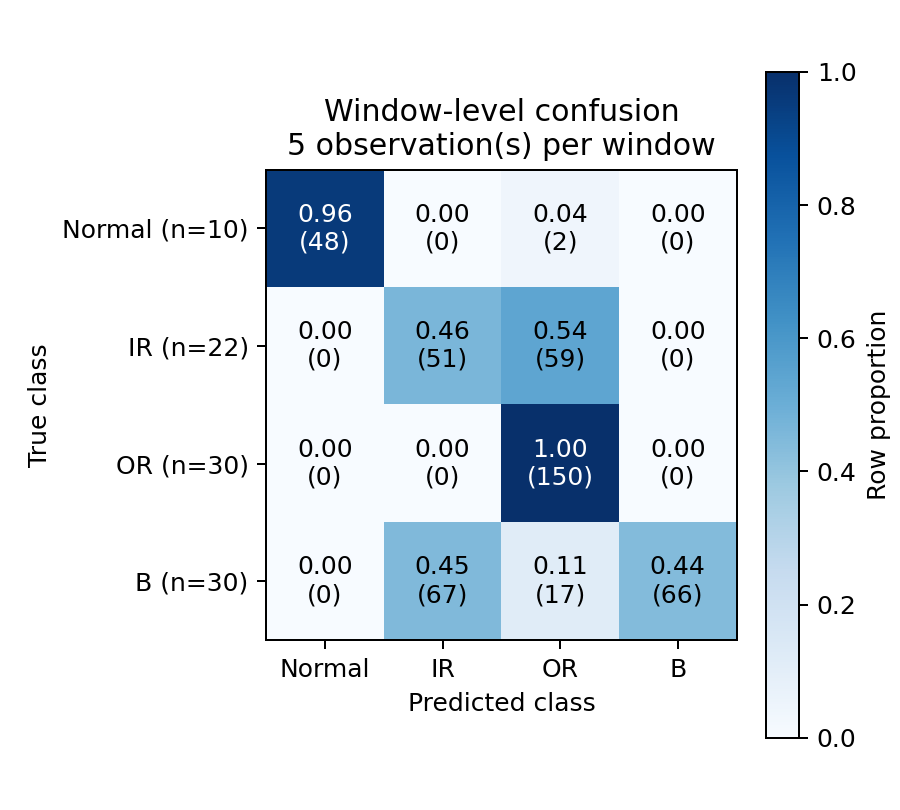 Window-level confusion
5 observation(s) per window
Normal (n=10)
0.96 0.00 0.04 0.00
(48) (0) (2) (0)
IR (n=22)
0.00 0.46 0.54 0.00
(0) (51) (59) (0)
OR (n=30)
0.00 0.00 1.00 0.00
(0) (0) (150) (0)
B (n=30)
0.00 0.45 0.11 0.44
(0) (67) (17) (66)
Normal IR OR B
Predicted class
True class
1.0
0.8
0.6
0.4
0.2
0.0
Row proportion